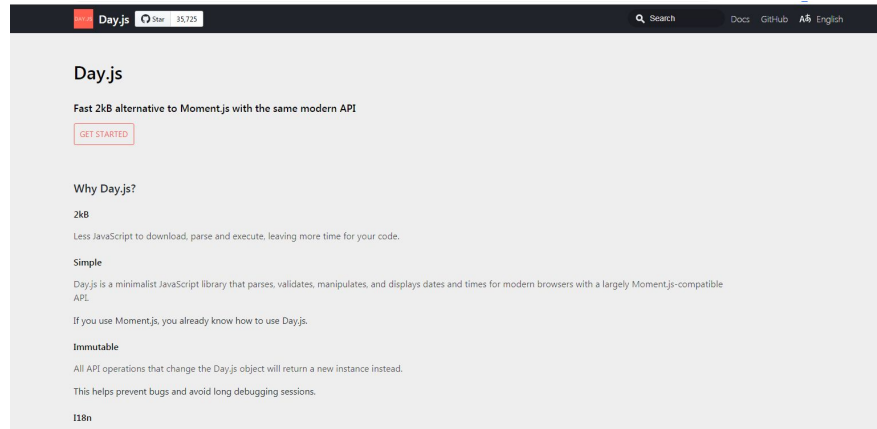 DAYJS Day.js Star 35,725 Search Docs GitHub Aあ English
Day.js
Fast 2kB alternative to Moment.js with the same modern API
GET STARTED
Why Day.js?
2kB
Less JavaScript to download, parse and execute, leaving more time for your code.
Simple
Day.js is a minimalist JavaScript library that parses, validates, manipulates, and displays dates and times for modern browsers with a largely Moment.js-compatible
API.
If you use Moment.js, you already know how to use Day.js.
Immutable
All API operations that change the Day.js object will return a new instance instead.
This helps prevent bugs and avoid long debugging sessions.
I18n